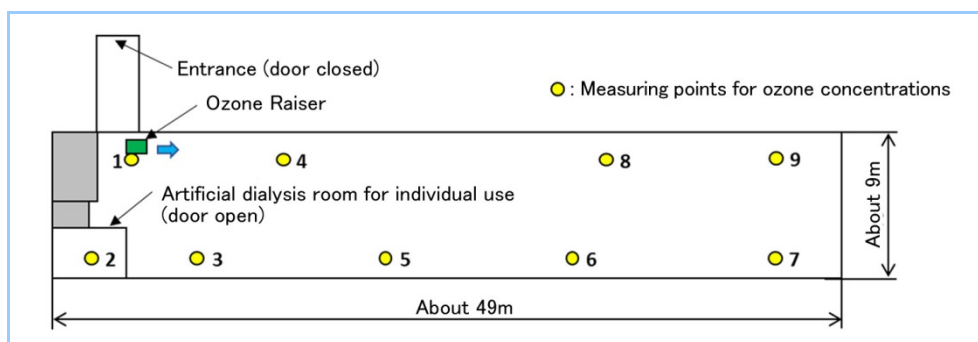 Entrance (door closed)
Ozone Raiser
: Measuring points for ozone concentrations
1
4
8
9
Artificial dialysis room for individual use
(door open)
About 9m
2
3
5
6
7
About 49m